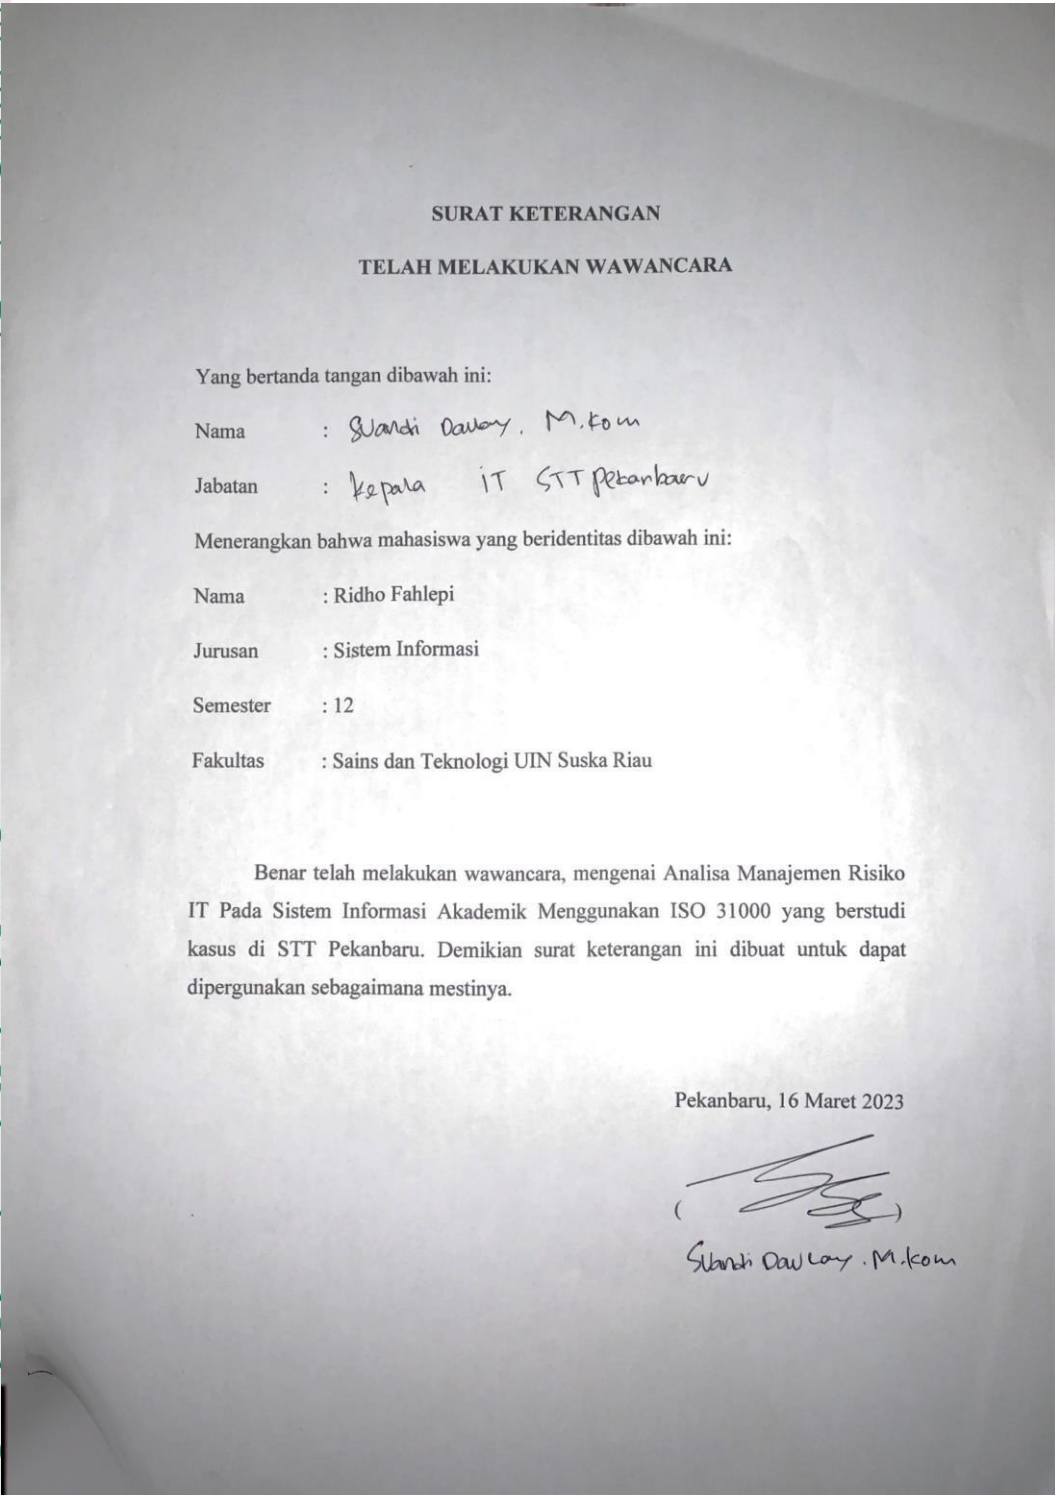 SURAT KETERANGAN
TELAH MELAKUKAN WAWANCARA
Yang bertanda tangan dibawah ini:
Nama : Suandi Daulay. M.Kom
Jabatan : Kepala IT STT Pekanbaru
Menerangkan bahwa mahasiswa yang beridentitas dibawah ini:
Nama : Ridho Fahlepi
Jurusan : Sistem Informasi
Semester : 12
Fakultas : Sains dan Teknologi UIN Suska Riau
Benar telah melakukan wawancara, mengenai Analisa Manajemen Risiko
IT Pada Sistem Informasi Akademik Menggunakan ISO 31000 yang berstudi
kasus di STT Pekanbaru. Demikian surat keterangan ini dibuat untuk dapat
dipergunakan sebagaimana mestinya.
Pekanbaru, 16 Maret 2023
( )
Suandi Daulay. M.Kom